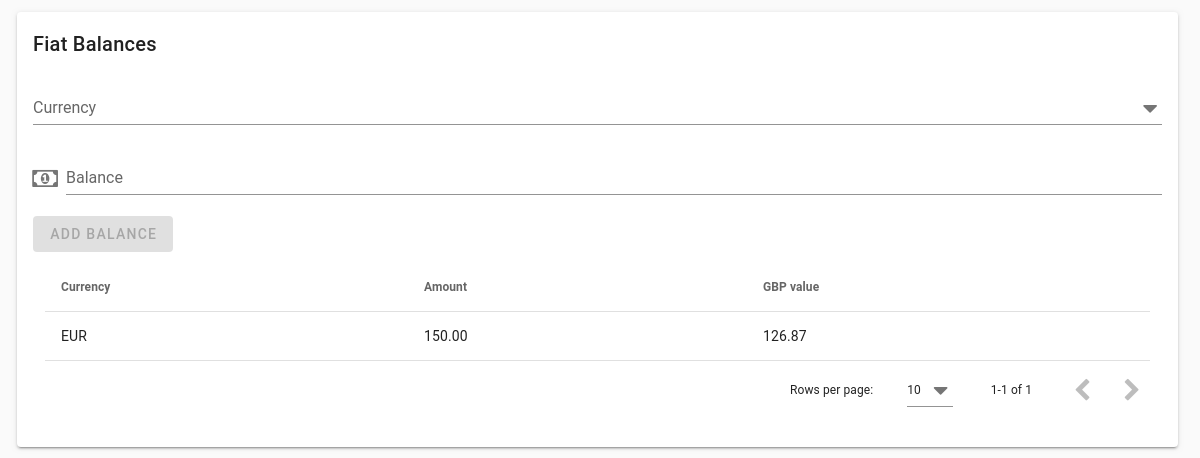 Fiat Balances
Currency
Balance
ADD BALANCE
Currency Amount GBP value
EUR 150.00 126.87
Rows per page: 10 1-1 of 1